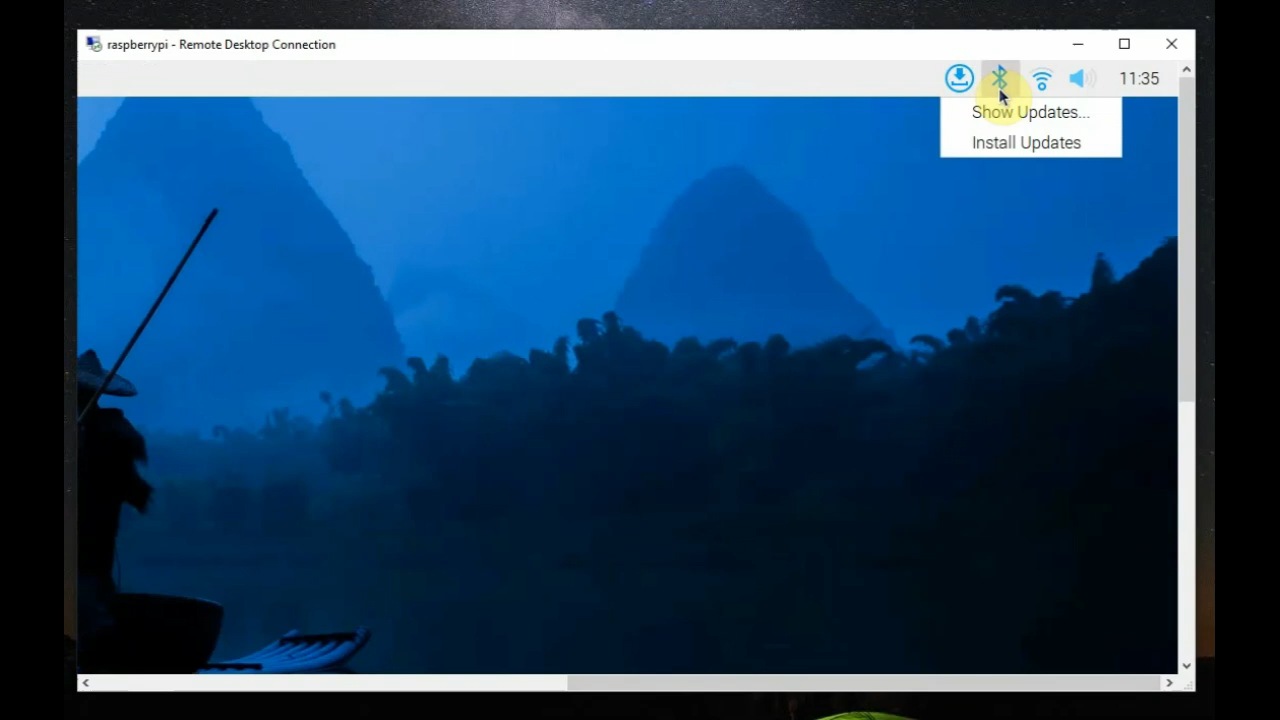 raspberrypi - Remote Desktop Connection
11:35
Show Updates...
Install Updates